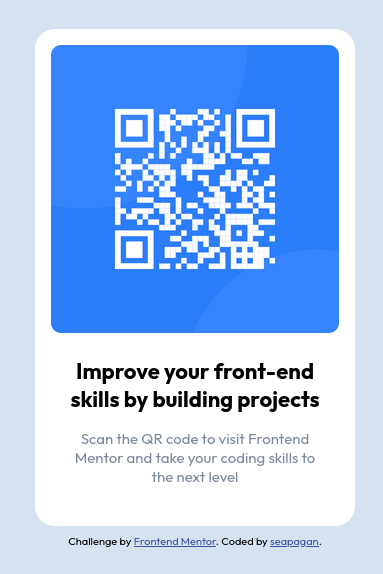 Improve your front-end
skills by building projects
Scan the QR code to visit Frontend
Mentor and take your coding skills to
the next level
Challenge by Frontend Mentor. Coded by seapagan.